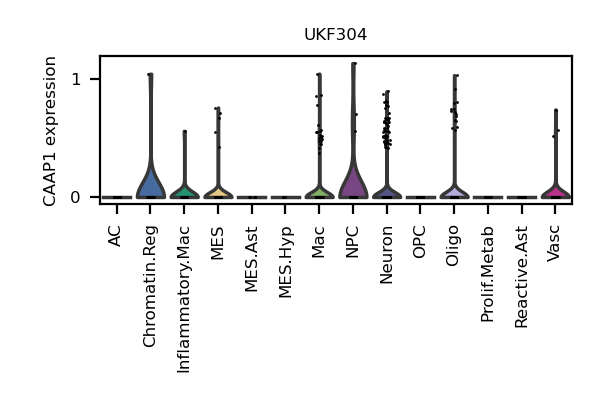 UKF304
CAAP1 expression
1
0
AC
Chromatin.Reg
Inflammatory.Mac
MES
MES.Ast
MES.Hyp
Mac
NPC
Neuron
OPC
Oligo
Prolif.Metab
Reactive.Ast
Vasc